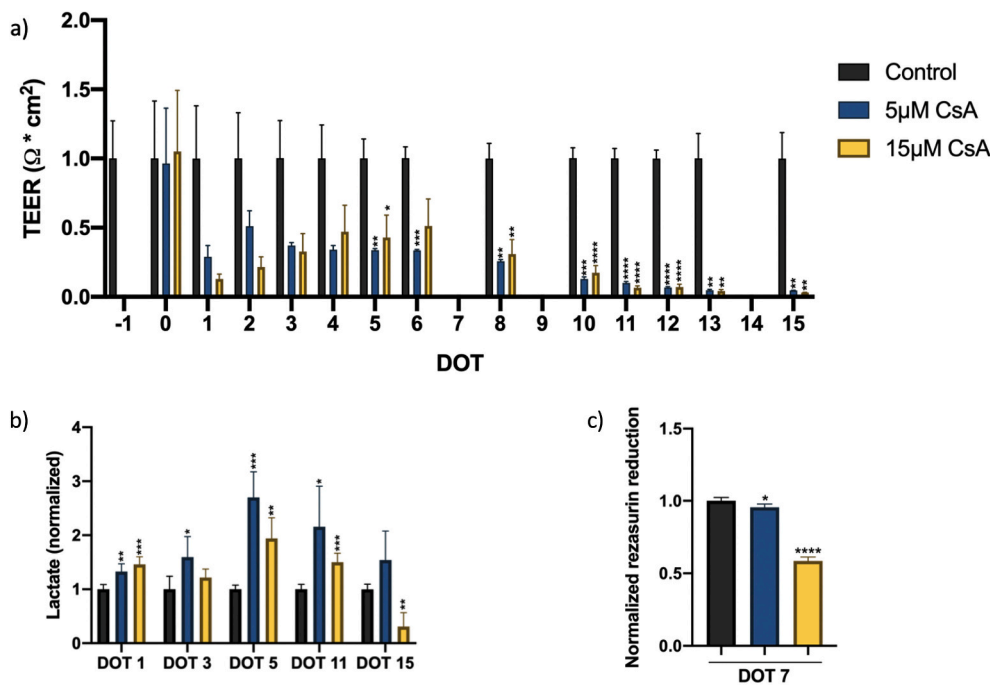 a)
TEER (Ω * cm²)
2.0
1.5
1.0
0.5
0.0
** * *** ** ** **** **** **** **** **** **** ** ** ** **
-1 0 1 2 3 4 5 6 7 8 9 10 11 12 13 14 15
DOT
Control
5µM CsA
15µM CsA
b)
Lactate (normalized)
4
3
2
1
0
** *** * *** ** * *** **
DOT 1 DOT 3 DOT 5 DOT 11 DOT 15
c)
Normalized rezasurin reduction
1.5
1.0
0.5
0.0
* ****
DOT 7